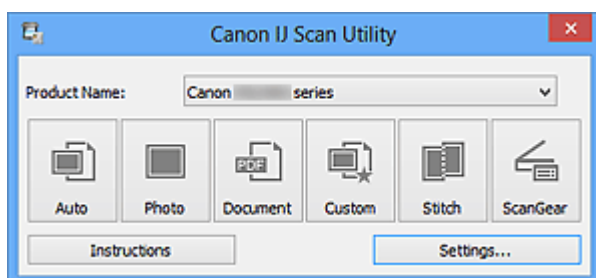 Canon IJ Scan Utility
Product Name: Canon series
PDF
Auto Photo Document Custom Stitch ScanGear
Instructions Settings...